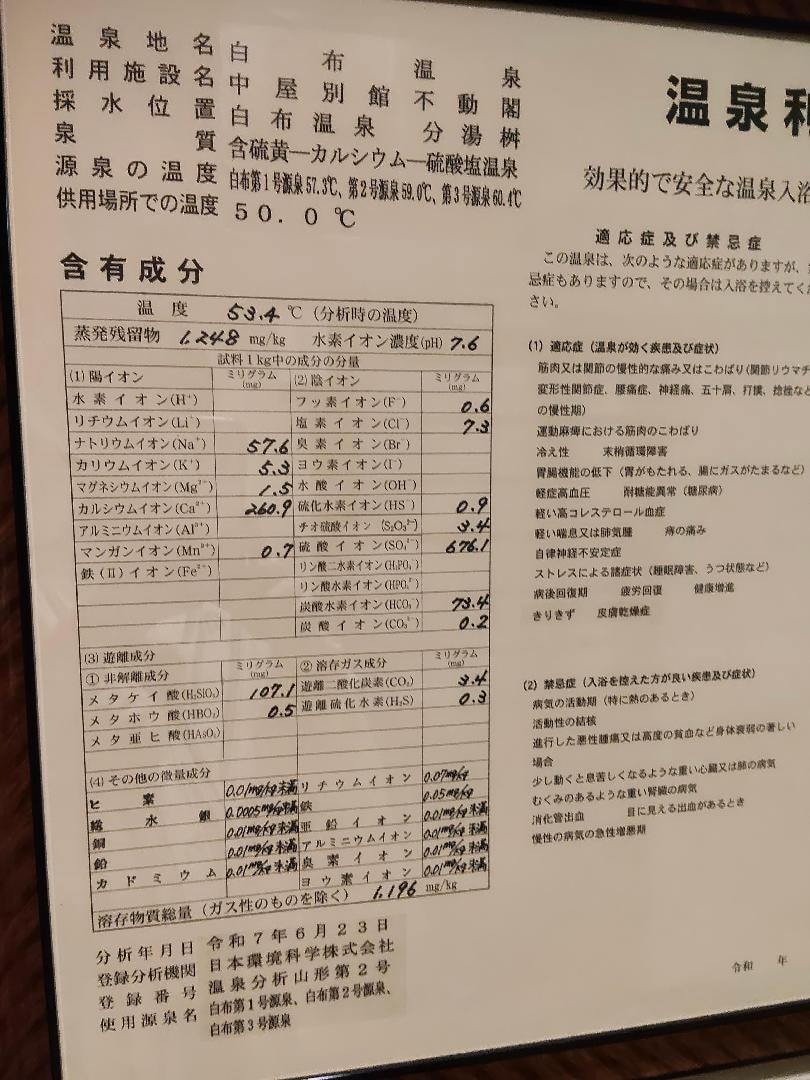 温泉地名 白布温泉
利用施設名 中屋別館不動閣
採水位置 白布温泉 分湯桝
泉質 含硫黄―カルシウム―硫酸塩温泉
源泉の温度 白布第1号源泉57.3℃、第2号源泉59.0℃、第3号源泉60.4℃
供用場所での温度 50.0℃
含有成分
温度 53.4 ℃(分析時の温度)
蒸発残留物 1.248 mg/kg 水素イオン濃度(pH) 7.6
試料1kg中の成分の分量
(1)陽イオン ミリグラム(mg) (2)陰イオン ミリグラム(mg)
水素イオン(H⁺) フッ素イオン(F⁻) 0.6
リチウムイオン(Li⁺) 塩素イオン(Cl⁻) 7.3
ナトリウムイオン(Na⁺) 57.6 臭素イオン(Br⁻)
カリウムイオン(K⁺) 5.3 ヨウ素イオン(I⁻)
マグネシウムイオン(Mg²⁺) 1.5 水酸イオン(OH⁻)
カルシウムイオン(Ca²⁺) 260.9 硫化水素イオン(HS⁻) 0.9
アルミニウムイオン(Al³⁺) チオ硫酸イオン(S₂O₃²⁻) 3.4
マンガンイオン(Mn²⁺) 0.7 硫酸イオン(SO₄²⁻) 676.1
鉄(Ⅱ)イオン(Fe²⁺) リン酸二水素イオン(H₂PO₄⁻)
リン酸水素イオン(HPO₄²⁻)
炭酸水素イオン(HCO₃⁻) 73.4
炭酸イオン(CO₃²⁻) 0.2
(3)遊離成分
①非解離成分 ミリグラム(mg) ②溶存ガス成分 ミリグラム(mg)
メタケイ酸(H₂SiO₃) 107.1 遊離二酸化炭素(CO₂) 3.4
メタホウ酸(HBO₂) 0.5 遊離硫化水素(H₂S) 0.3
メタ亜ヒ酸(HAsO₂)
(4)その他の微量成分
ヒ素 0.01mg/kg未満 リチウムイオン 0.07mg/kg
総水銀 0.0005mg/kg未満 鉄 0.05mg/kg
銅 0.01mg/kg未満 亜鉛イオン 0.01mg/kg未満
鉛 0.01mg/kg未満 アルミニウムイオン 0.01mg/kg未満
カドミウム 0.01mg/kg未満 臭素イオン 0.01mg/kg未満
ヨウ素イオン 0.01mg/kg未満
溶存物質総量(ガス性のものを除く) 1.196 mg/kg
分析年月日 令和7年6月23日
登録分析機関 日本環境科学株式会社
登録番号 温泉分析山形第2号
使用源泉名 白布第1号源泉、白布第2号源泉、
白布第3号源泉
温泉利
効果的で安全な温泉入浴
適応症及び禁忌症
この温泉は、次のような適応症がありますが、
忌症もありますので、その場合は入浴を控えてくだ
さい。
(1) 適応症(温泉が効く疾患及び症状)
筋肉又は関節の慢性的な痛み又はこわばり(関節リウマチ
変形性関節症、腰痛症、神経痛、五十肩、打撲、捻挫など
の慢性期)
運動麻痺における筋肉のこわばり
冷え性 末梢循環障害
胃腸機能の低下(胃がもたれる、腸にガスがたまるなど)
軽症高血圧 耐糖能異常(糖尿病)
軽い高コレステロール血症
軽い喘息又は肺気腫 痔の痛み
自律神経不安定症
ストレスによる諸症状(睡眠障害、うつ状態など)
病後回復期 疲労回復 健康増進
きりきず 皮膚乾燥症
(2) 禁忌症(入浴を控えた方が良い疾患及び症状)
病気の活動期(特に熱のあるとき)
活動性の結核
進行した悪性腫瘍又は高度の貧血など身体衰弱の著しい
場合
少し動くと息苦しくなるような重い心臓又は肺の病気
むくみのあるような重い腎臓の病気
消化管出血 目に見える出血があるとき
慢性の病気の急性増悪期
令和 年